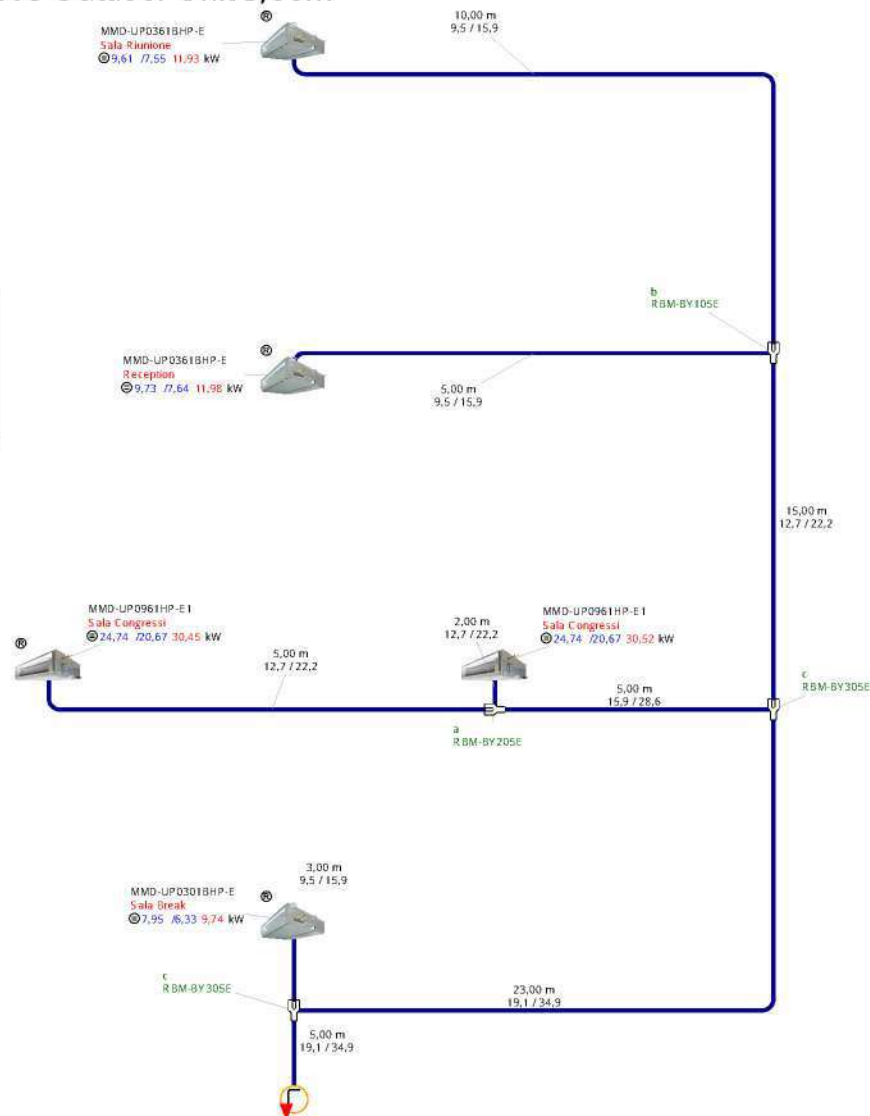 10,00 m
9,5 / 15,9
MMD-UP0361BHP-E
Sala Riunione
9,61 /7,55 11,93 kW
®
b
RBM-BY105E
MMD-UP0361BHP-E
Reception
9,73 /7,64 11,98 kW
®
5,00 m
9,5 / 15,9
15,00 m
12,7 / 22,2
MMD-UP0961HP-E1
Sala Congressi
24,74 /20,67 30,45 kW
®
5,00 m
12,7 / 22,2
2,00 m
12,7 / 22,2
MMD-UP0961HP-E1
Sala Congressi
24,74 /20,67 30,52 kW
5,00 m
15,9 / 28,6
c
RBM-BY305E
a
RBM-BY205E
3,00 m
9,5 / 15,9
MMD-UP0301BHP-E
Sala Break
7,95 /6,33 9,74 kW
®
c
RBM-BY305E
23,00 m
19,1 / 34,9
5,00 m
19,1 / 34,9